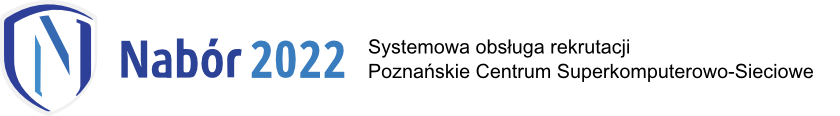 Nabór 2022
Systemowa obsługa rekrutacji
Poznańskie Centrum Superkomputerowo-Sieciowe